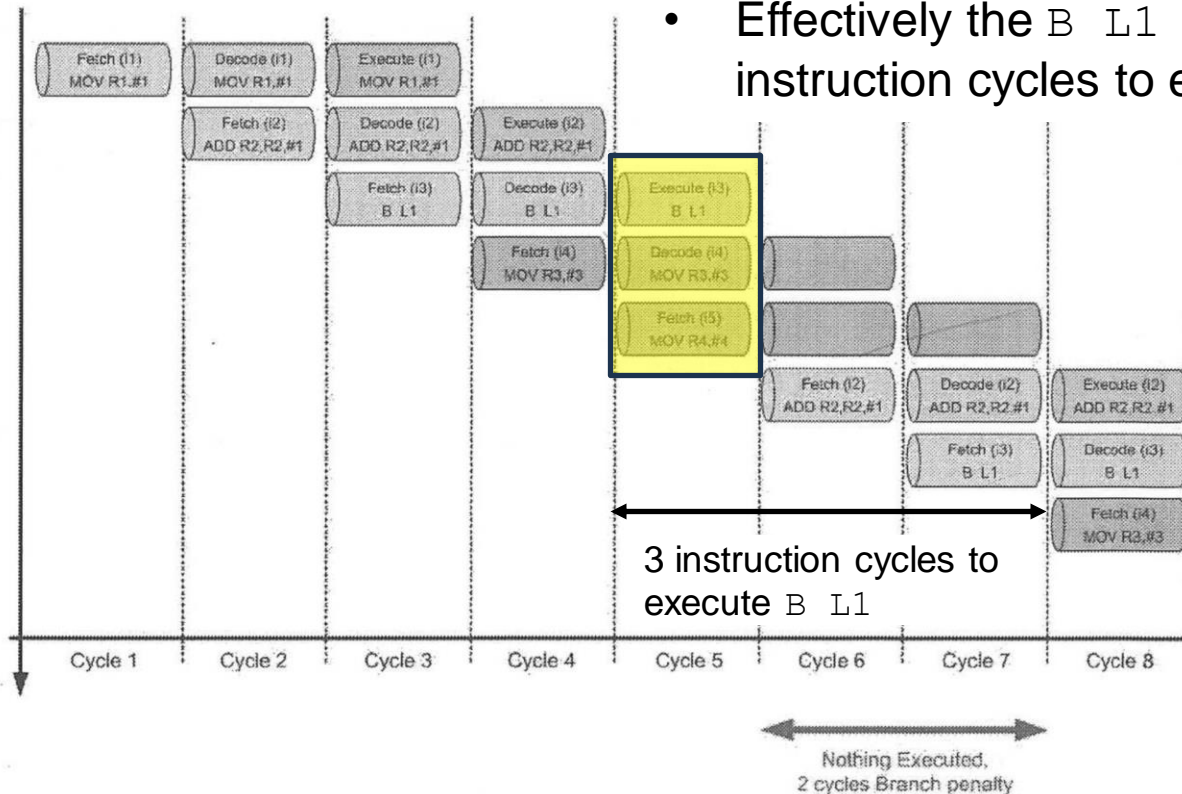 • Effectively the B L1
instruction cycles to e
Fetch (i1)
MOV R1,#1
Decode (i1)
MOV R1,#1
Execute (i1)
MOV R1,#1
Fetch (i2)
ADD R2,R2,#1
Decode (i2)
ADD R2,R2,#1
Execute (i2)
ADD R2,R2,#1
Fetch (i3)
B L1
Decode (i3)
B L1
Execute (i3)
B L1
Fetch (i4)
MOV R3,#3
Decode (i4)
MOV R3,#3
Fetch (i5)
MOV R4,#4
Fetch (i2)
ADD R2,R2,#1
Decode (i2)
ADD R2,R2,#1
Execute (i2)
ADD R2,R2,#1
Fetch (i3)
B L1
Decode (i3)
B L1
Fetch (i4)
MOV R3,#3
3 instruction cycles to
execute B L1
Cycle 1 Cycle 2 Cycle 3 Cycle 4 Cycle 5 Cycle 6 Cycle 7 Cycle 8
Nothing Executed,
2 cycles Branch penalty